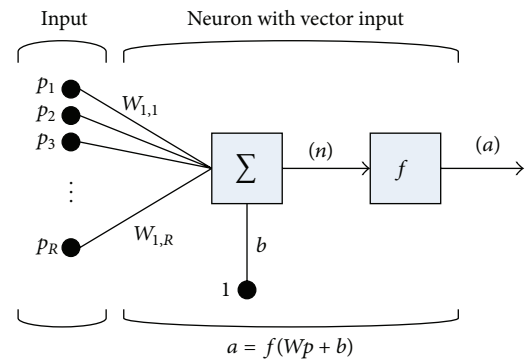 Input
Neuron with vector input
p1
W1,1
p2
p3
(n)
(a)
Σ
f
⋮
pR
W1,R
b
1
a = f(Wp + b)